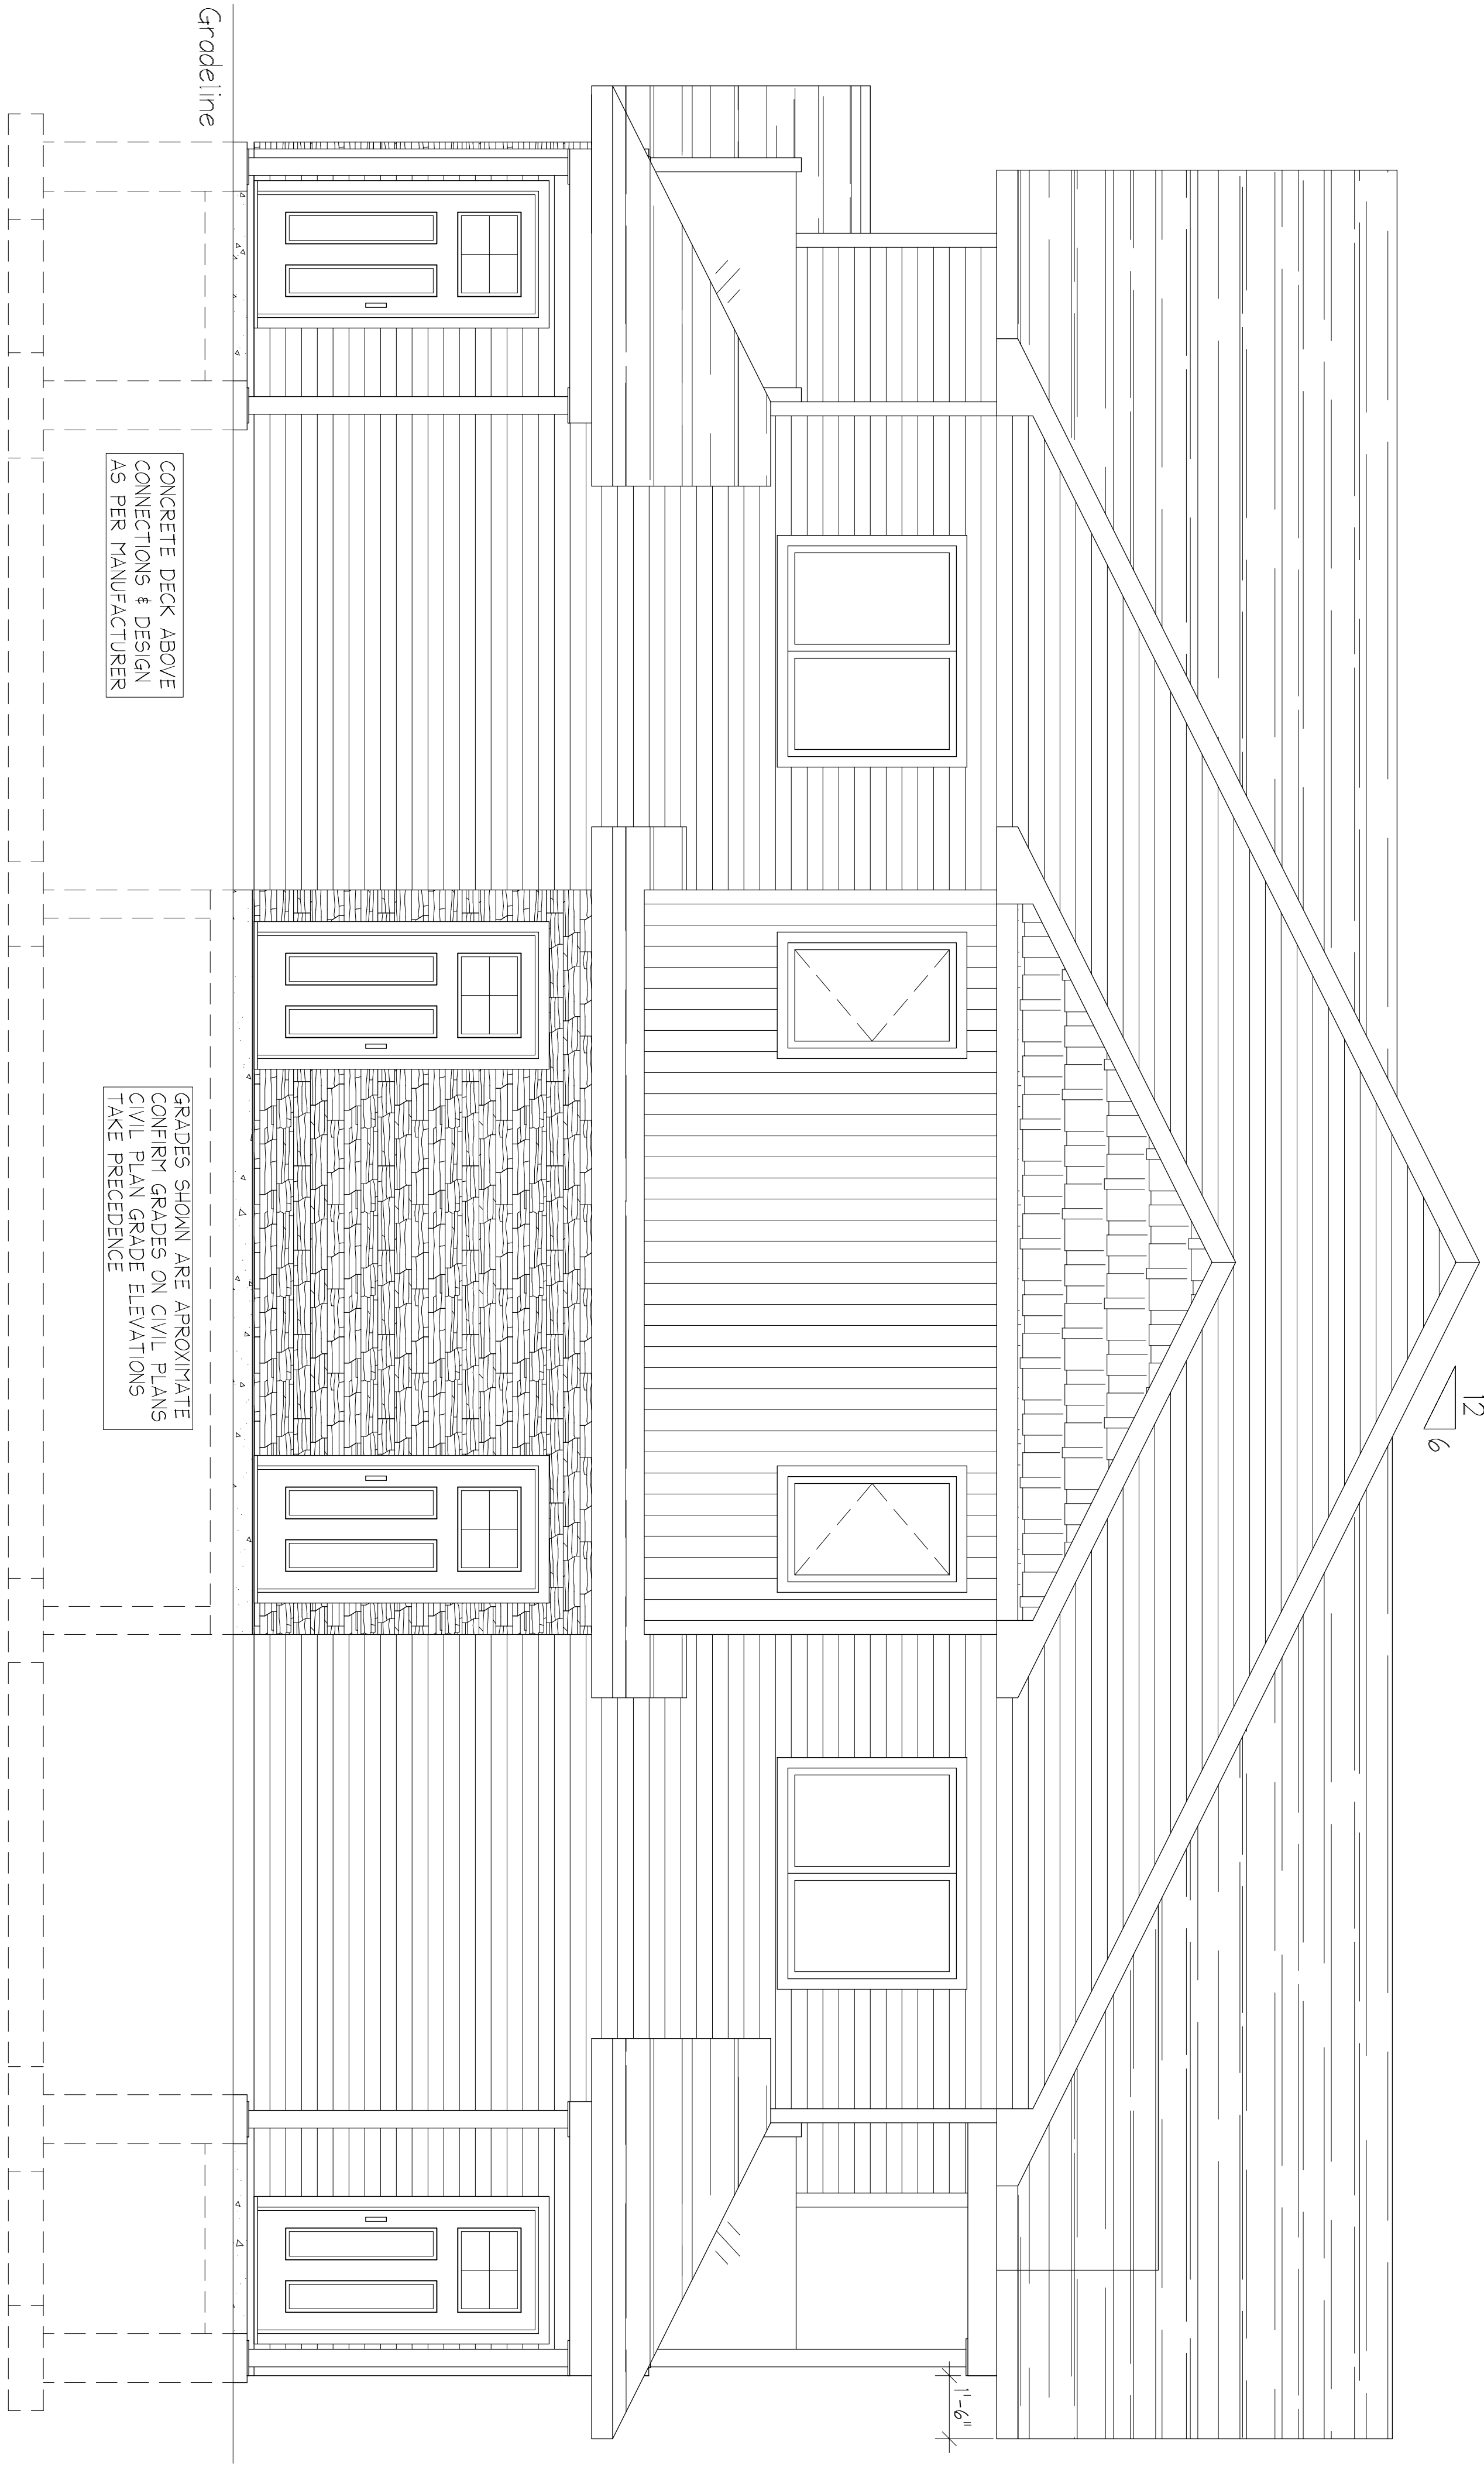 12
6
1'-6"
Gradeline
CONCRETE DECK ABOVE
CONNECTIONS & DESIGN
AS PER MANUFACTURER
GRADES SHOWN ARE APROXIMATE
CONFIRM GRADES ON CIVIL PLANS
CIVIL PLAN GRADE ELEVATIONS
TAKE PRECEDENCE